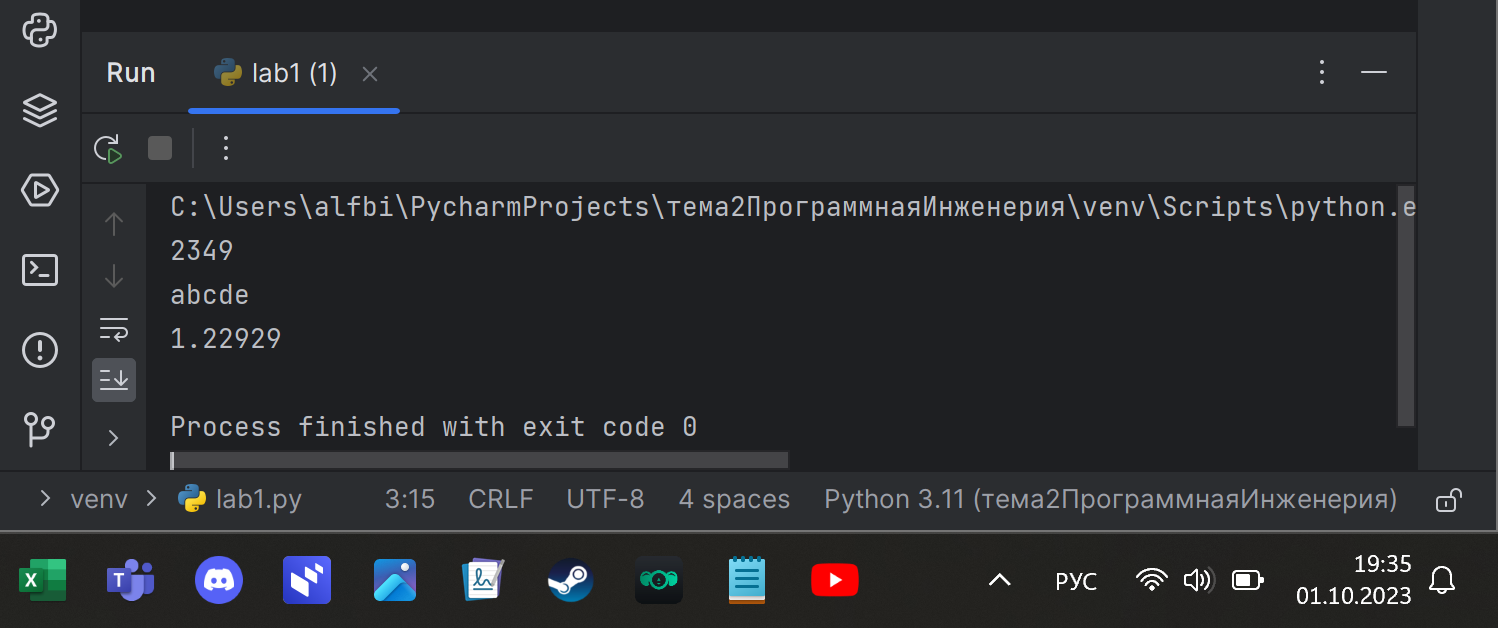 Run lab1 (1)
C:\Users\alfbi\PycharmProjects\тема2ПрограммнаяИнженерия\venv\Scripts\python.e
2349
abcde
1.22929
Process finished with exit code 0
venv lab1.py 3:15 CRLF UTF-8 4 spaces Python 3.11 (тема2ПрограммнаяИнженерия)
X T РУС 19:35
01.10.2023